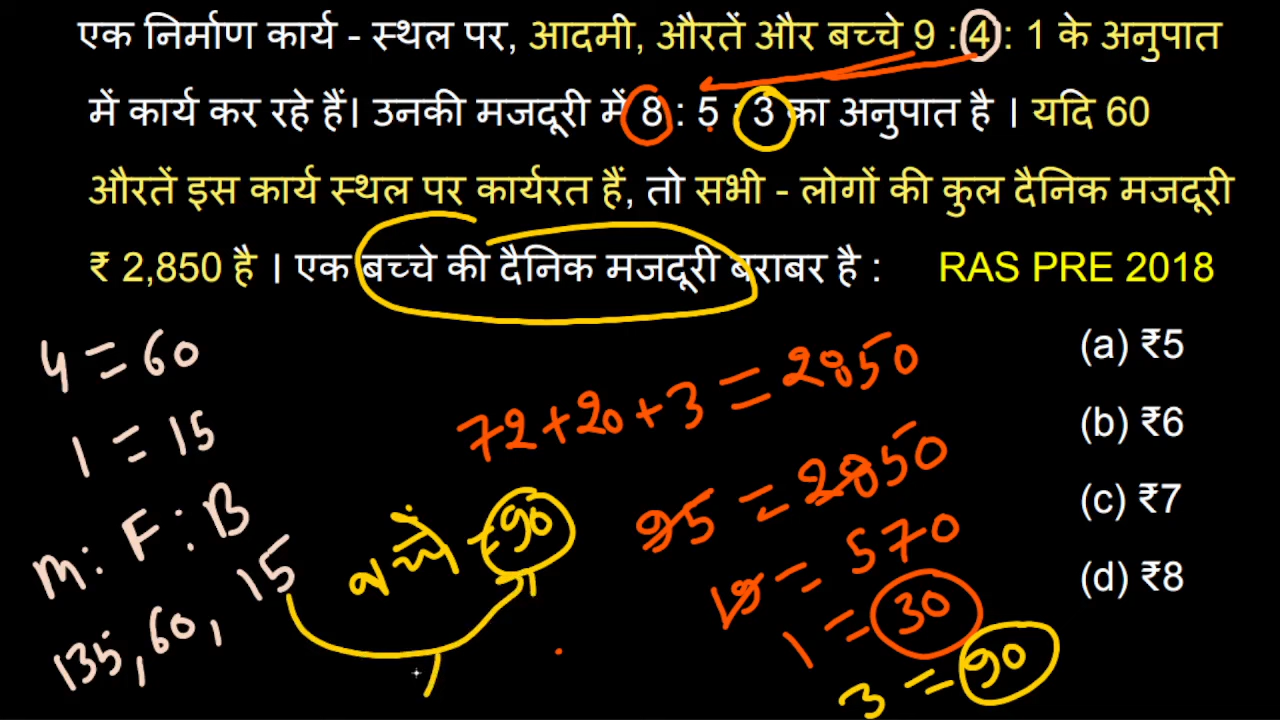 एक निर्माण कार्य - स्थल पर, आदमी, औरतें और बच्चे 9 : 4 : 1 के अनुपात
में कार्य कर रहे हैं। उनकी मजदूरी में 8 : 5 : 3 का अनुपात है । यदि 60
औरतें इस कार्य स्थल पर कार्यरत हैं, तो सभी - लोगों की कुल दैनिक मजदूरी
₹ 2,850 है । एक बच्चे की दैनिक मजदूरी बराबर है : RAS PRE 2018
(a) ₹5
(b) ₹6
(c) ₹7
(d) ₹8
4 = 60
1 = 15
M : F : B
135, 60, 15
बच्चे = 90
72 + 20 + 3 = 2850
95 = 2850
19 = 570
1 = 30
3 = 90